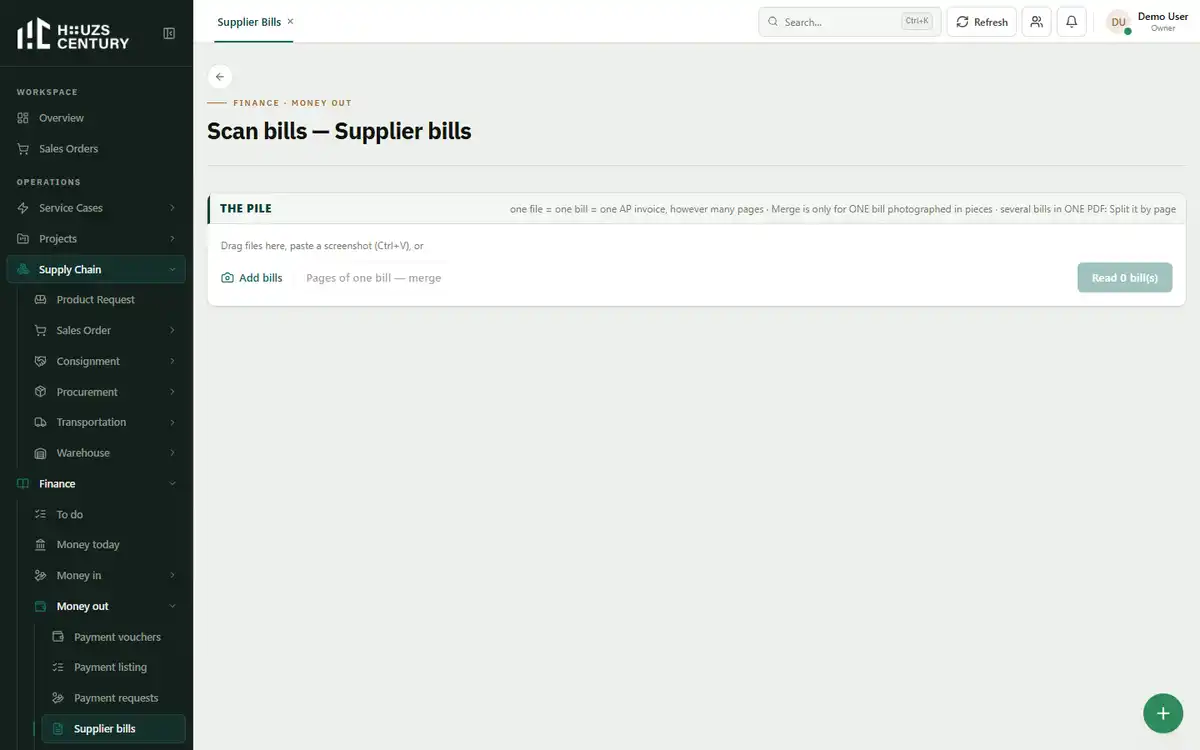 HOUZS
CENTURY
WORKSPACE
Overview
Sales Orders
OPERATIONS
Service Cases
Projects
Supply Chain
Product Request
Sales Order
Consignment
Procurement
Transportation
Warehouse
Finance
To do
Money today
Money in
Money out
Payment vouchers
Payment listing
Payment requests
Supplier bills
Supplier Bills ×
Search...
Ctrl+K
Refresh
DU
Demo User
Owner
FINANCE · MONEY OUT
Scan bills — Supplier bills
THE PILE
one file = one bill = one AP invoice, however many pages · Merge is only for ONE bill photographed in pieces · several bills in ONE PDF: Split it by page
Drag files here, paste a screenshot (Ctrl+V), or
Add bills
Pages of one bill — merge
Read 0 bill(s)